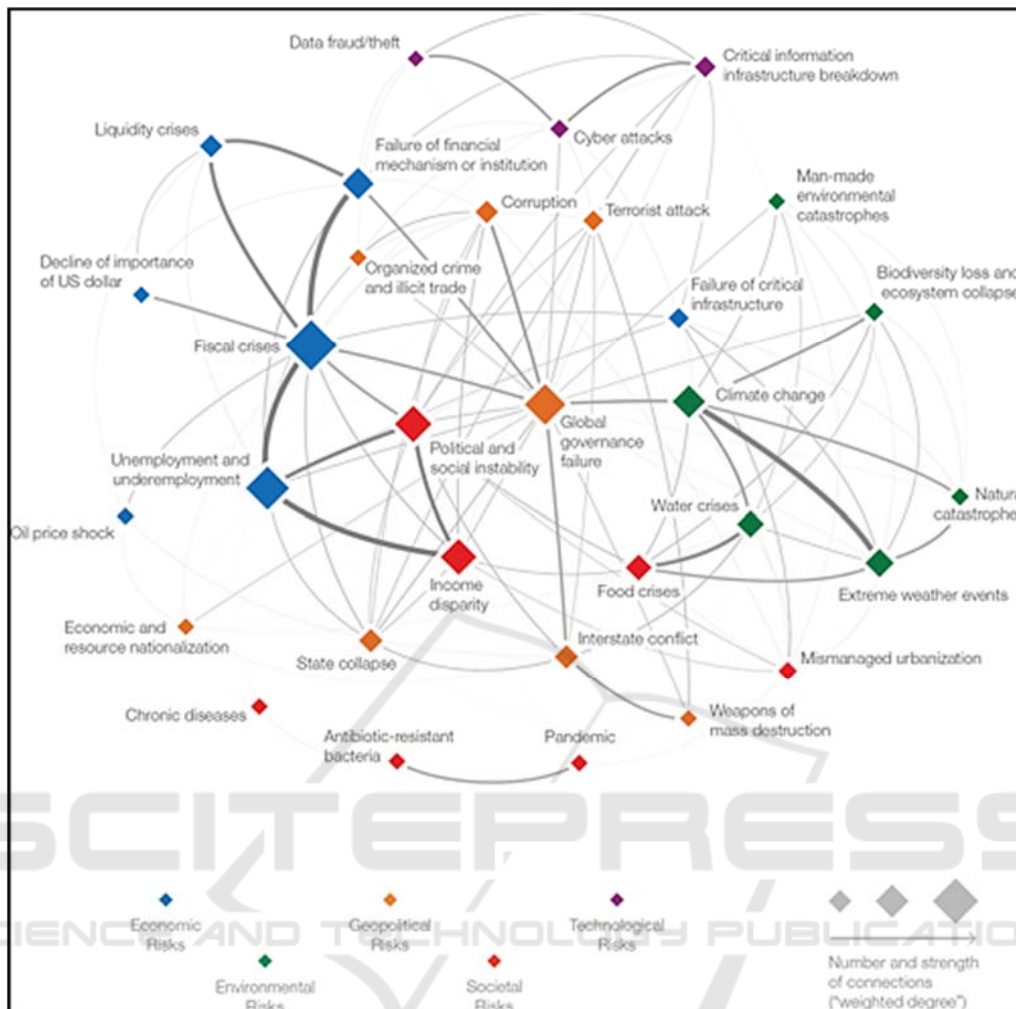 Data fraud/theft
Critical information
infrastructure breakdown
Liquidity crises
Failure of financial
mechanism or institution
Cyber attacks
Man-made
environmental
catastrophes
Corruption
Terrorist attack
Decline of importance
of US dollar
Organized crime
and illicit trade
Failure of critical
infrastructure
Biodiversity loss and
ecosystem collapse
Fiscal crises
Climate change
Global
governance
failure
Political and
social instability
Unemployment and
underemployment
Oil price shock
Water crises
Natura
catastrophe
Income
disparity
Food crises
Extreme weather events
Economic and
resource nationalization
State collapse
Interstate conflict
Mismanaged urbanization
Chronic diseases
Weapons of
mass destruction
Antibiotic-resistant
bacteria
Pandemic
SCITEPRESS
CIENCE AND TECHNOLOGY PUBLICATIO
Economic
Risks
Geopolitical
Risks
Technological
Risks
Environmental
Risks
Societal
Risks
Number and strength
of connections
("weighted degree")